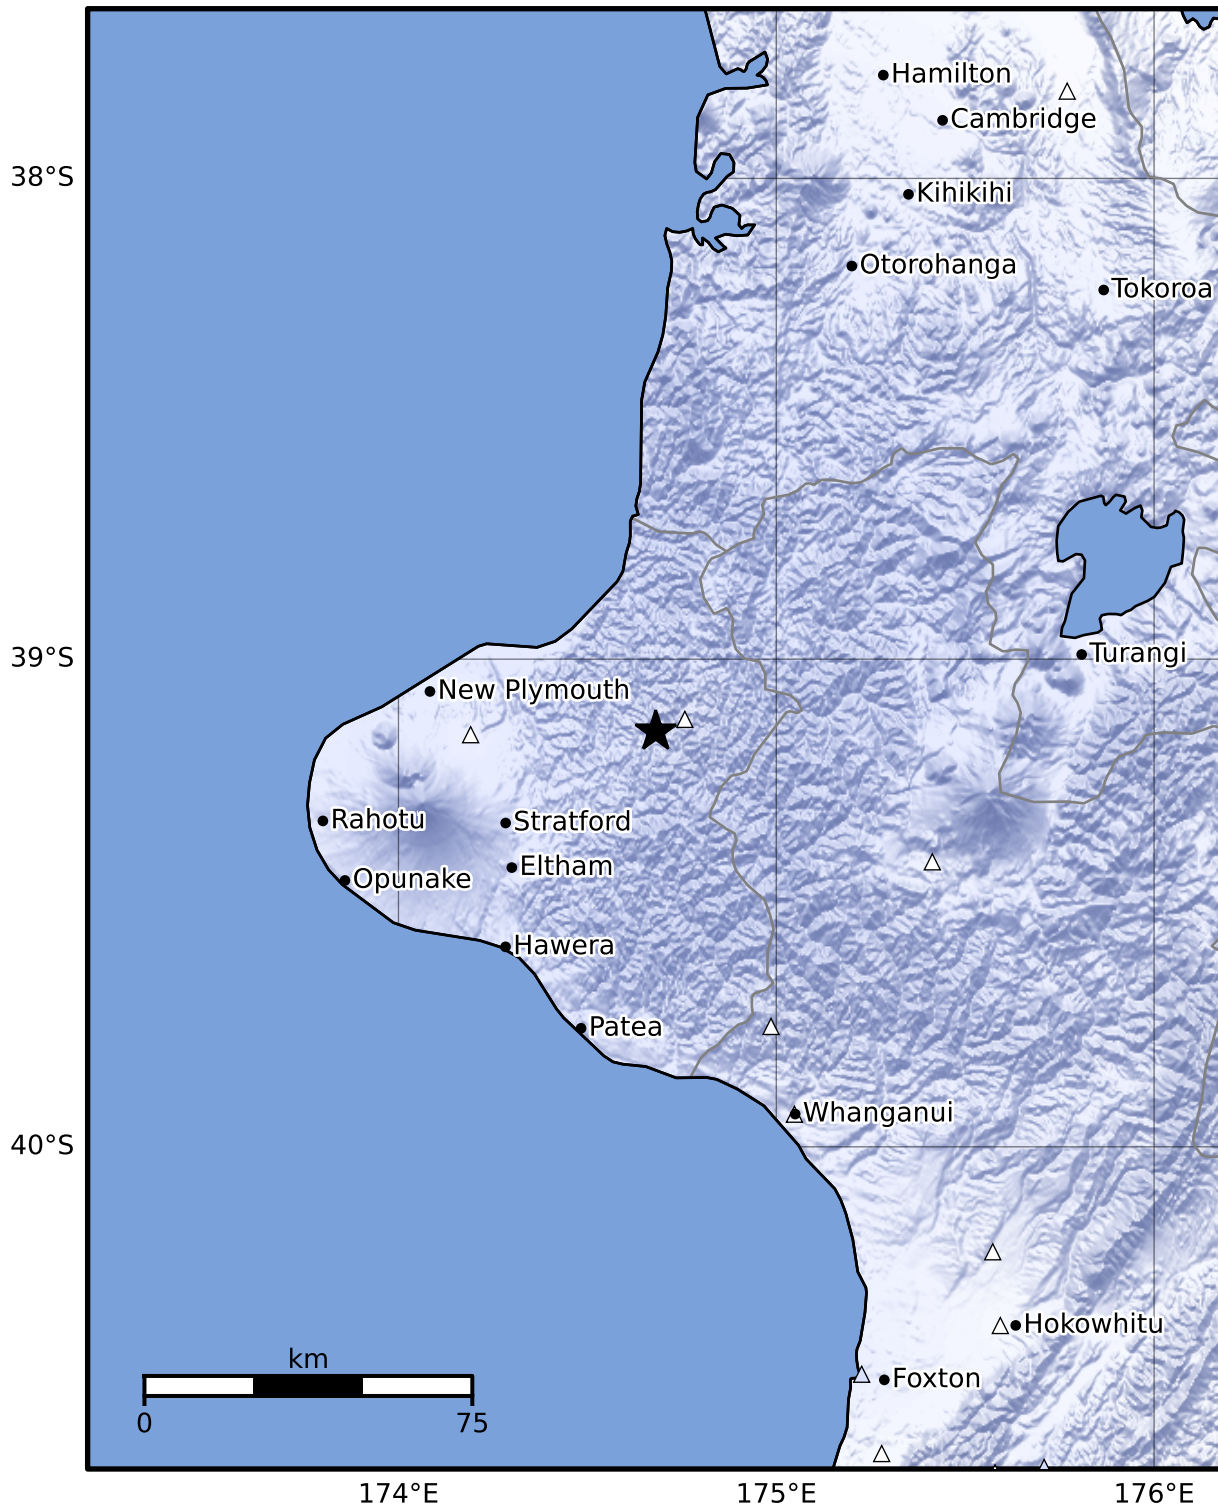 Hamilton
Cambridge
38°S
Kihikihi
Otorohanga
Tokoroa
39°S
Turangi
New Plymouth
Rahotu
Stratford
Eltham
Opunake
Hawera
Patea
Whanganui
40°S
Hokowhitu
km
Foxton
0 75
174°E 175°E 176°E